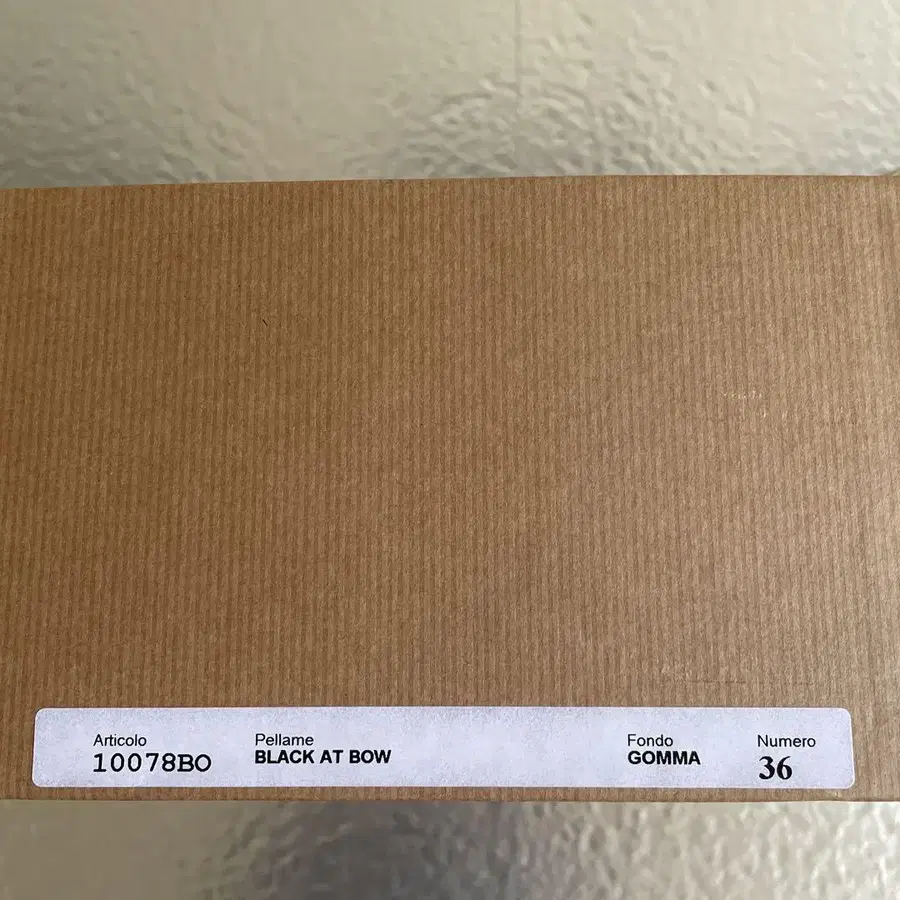 Articolo Pellame Fondo Numero
10078BO BLACK AT BOW GOMMA 36